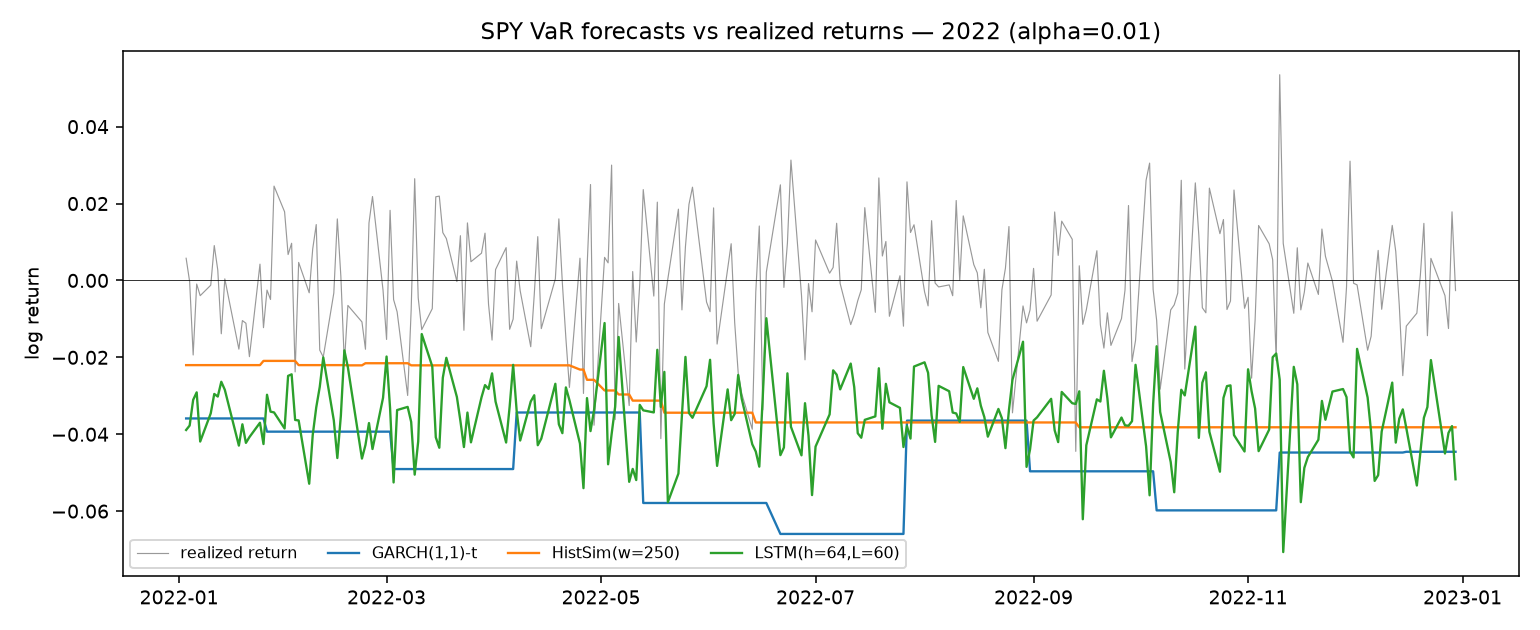 SPY VaR forecasts vs realized returns — 2022 (alpha=0.01)
log return
0.04
0.02
0.00
−0.02
−0.04
−0.06
realized return GARCH(1,1)-t HistSim(w=250) LSTM(h=64,L=60)
2022-01 2022-03 2022-05 2022-07 2022-09 2022-11 2023-01